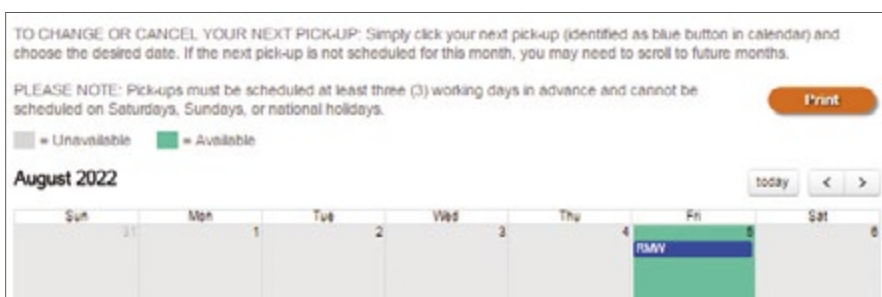 TO CHANGE OR CANCEL YOUR NEXT PICK-UP: Simply click your next pick-up (identified as blue button in calendar) and
choose the desired date. If the next pick-up is not scheduled for this month, you may need to scroll to future months.
PLEASE NOTE: Pick-ups must be scheduled at least three (3) working days in advance and cannot be
scheduled on Saturdays, Sundays, or national holidays.
Print
= Unavailable = Available
August 2022
today < >
Sun Mon Tue Wed Thu Fri Sat
31 1 2 3 4 5 6
RMW